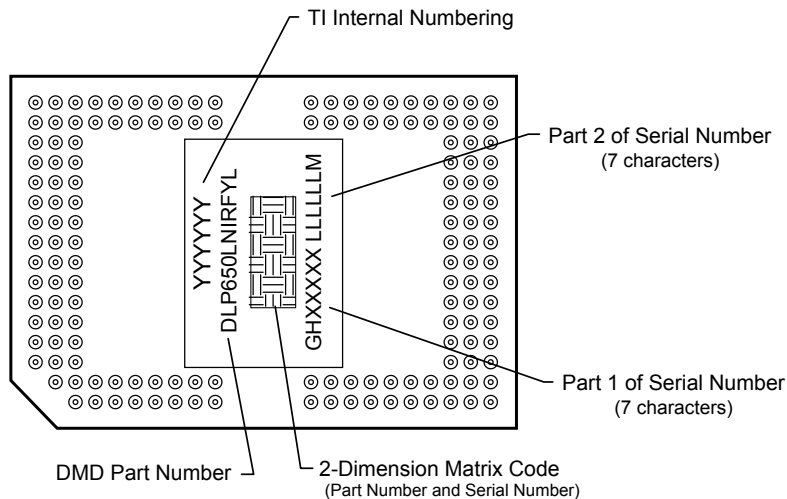 TI Internal Numbering
Part 2 of Serial Number
(7 characters)
YYYYYY
DLP650LNIRFYL
GHXXXXX LLLLLLM
Part 1 of Serial Number
(7 characters)
DMD Part Number
2-Dimension Matrix Code
(Part Number and Serial Number)